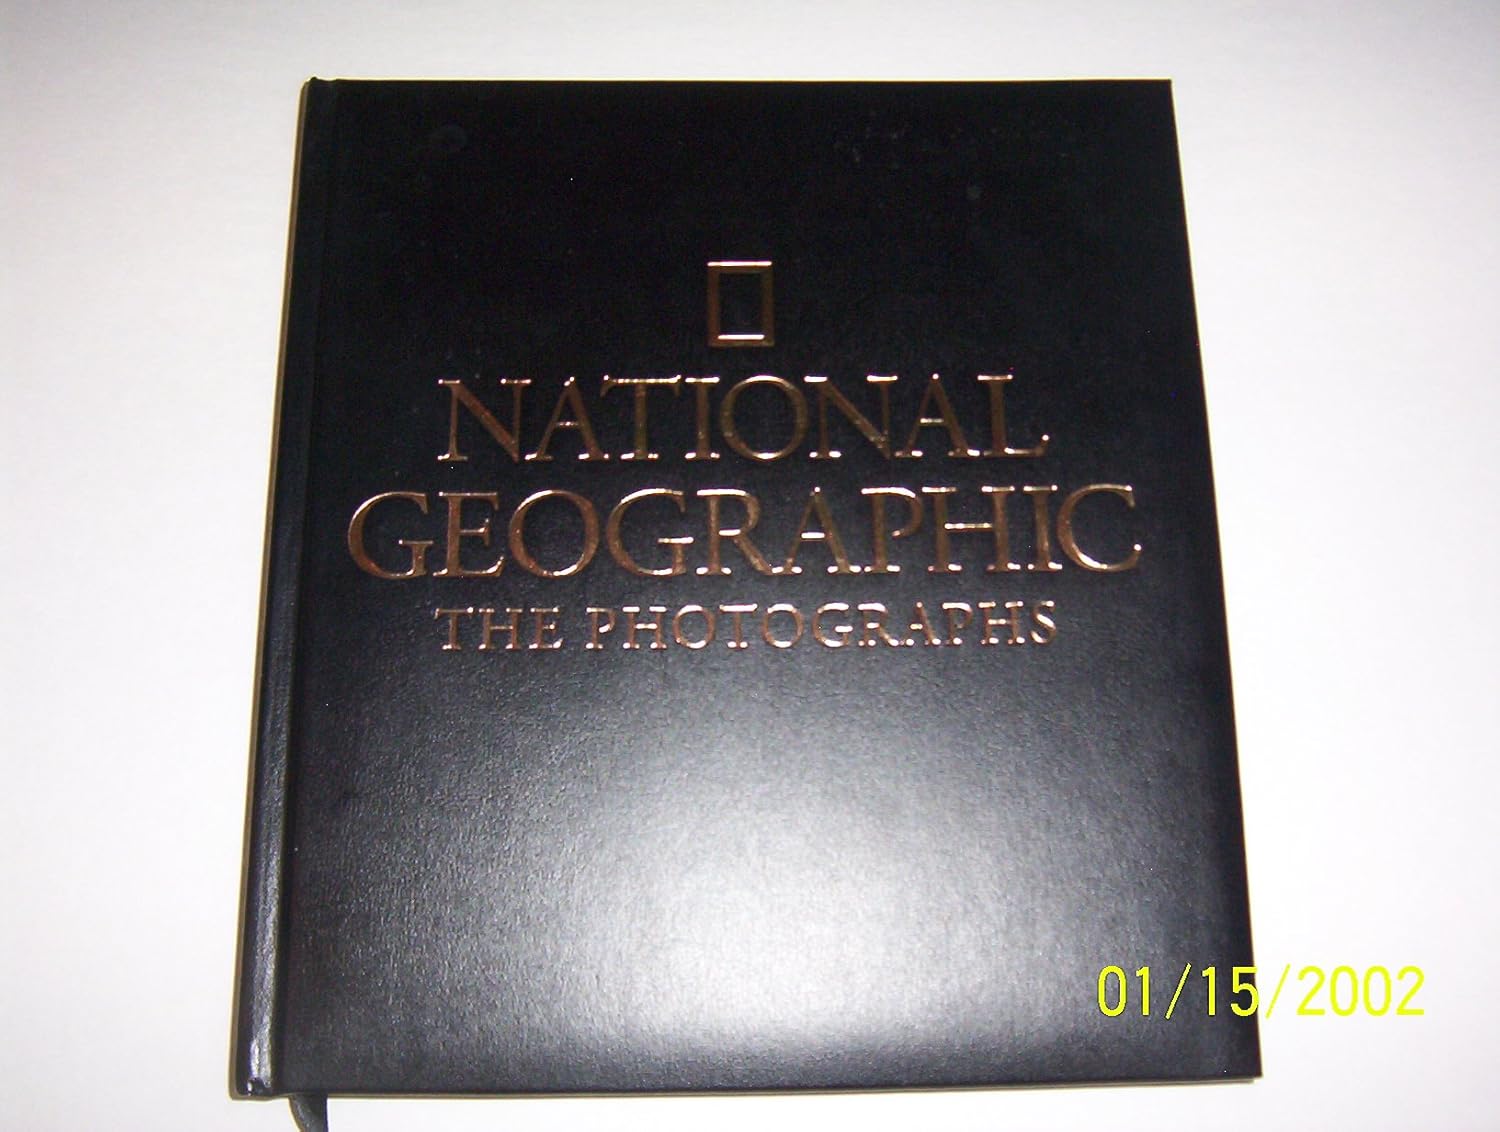 NATIONAL
GEOGRAPHIC
THE PHOTOGRAPHS
01/15/2002